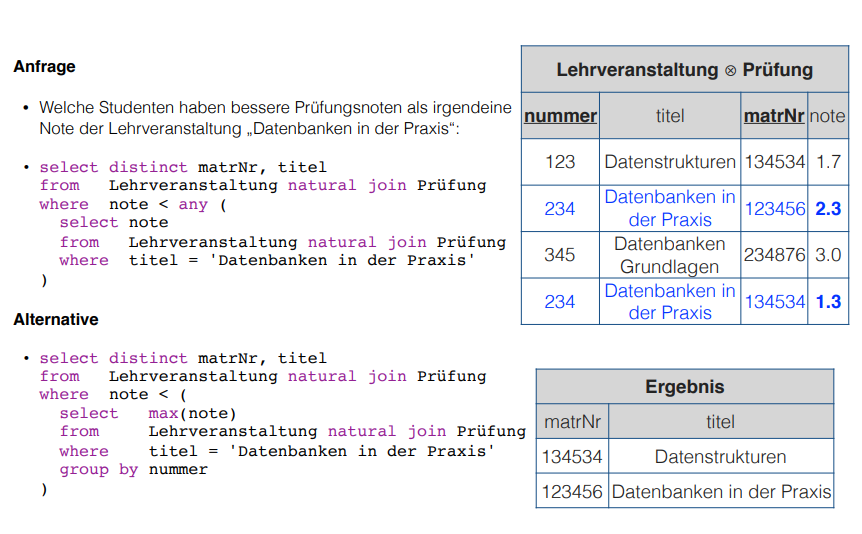 Anfrage
• Welche Studenten haben bessere Prüfungsnoten als irgendeine
Note der Lehrveranstaltung „Datenbanken in der Praxis“:
• select distinct matrNr, titel
from Lehrveranstaltung natural join Prüfung
where note < any (
select note
from Lehrveranstaltung natural join Prüfung
where titel = 'Datenbanken in der Praxis'
)
Alternative
• select distinct matrNr, titel
from Lehrveranstaltung natural join Prüfung
where note < (
select max(note)
from Lehrveranstaltung natural join Prüfung
where titel = 'Datenbanken in der Praxis'
group by nummer
)
Lehrveranstaltung ⊗ Prüfung
nummer titel matrNr note
123 Datenstrukturen 134534 1.7
234 Datenbanken in der Praxis 123456 2.3
345 Datenbanken Grundlagen 234876 3.0
234 Datenbanken in der Praxis 134534 1.3
Ergebnis
matrNr titel
134534 Datenstrukturen
123456 Datenbanken in der Praxis